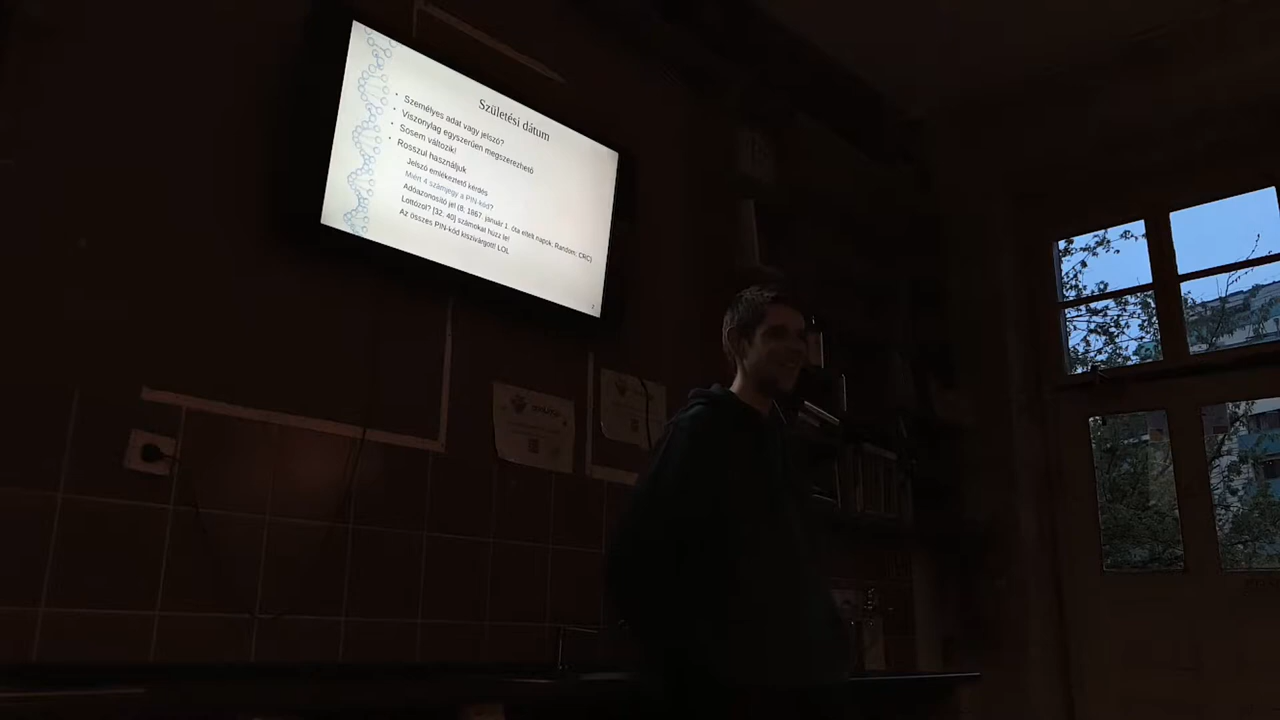 Születési dátum
Személyes adat vagy jelszó?
Viszonylag egyszerűen megszerezhető
Sosem változik!
Rosszul használjuk
Jelszó emlékeztető kérdés
Miért 4 számjegy a PIN kód?
Adóazonosító jel (8; 1867. január 1. óta eltelt napok; Random; CRC)
Lottózol? [32; 40] számokat húzz le!
Az összes PIN-kód kiszivárgott! LOL
2